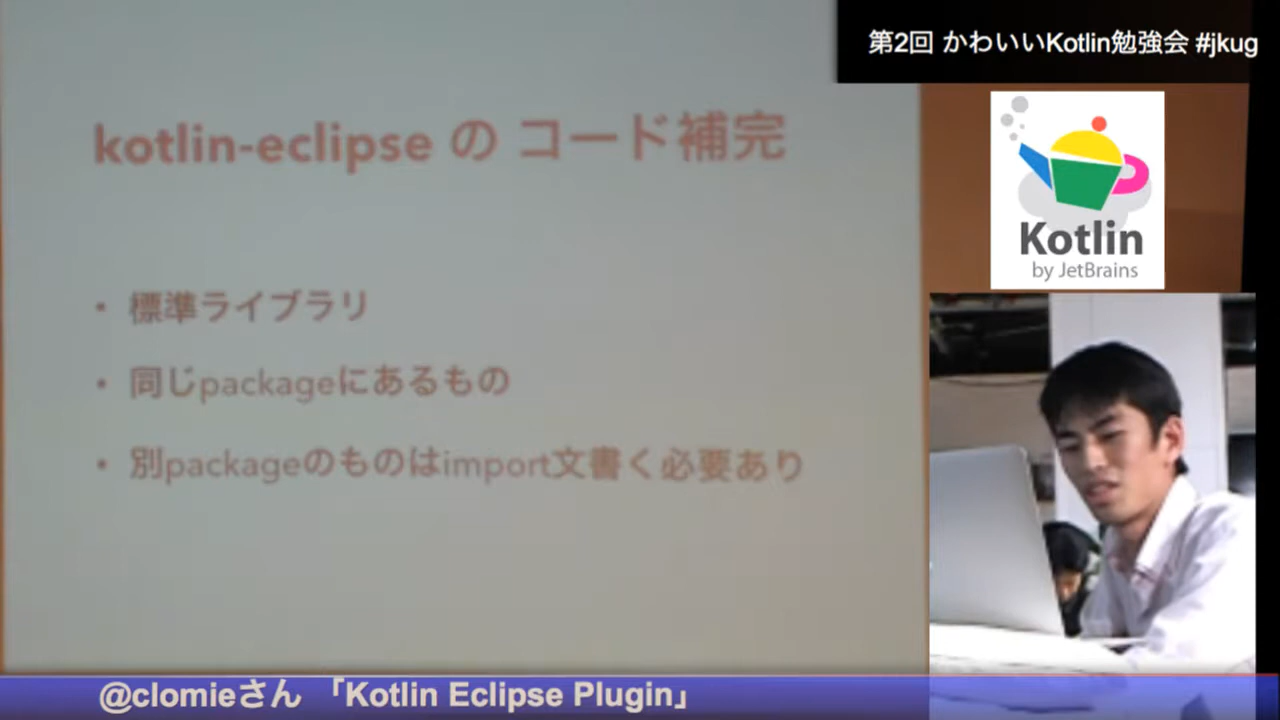 第2回 かわいいKotlin勉強会 #jkug
kotlin-eclipse の コード補完
・ 標準ライブラリ
・ 同じpackageにあるもの
・ 別packageのものはimport文書く必要あり
Kotlin
by JetBrains
@clomieさん 「Kotlin Eclipse Plugin」